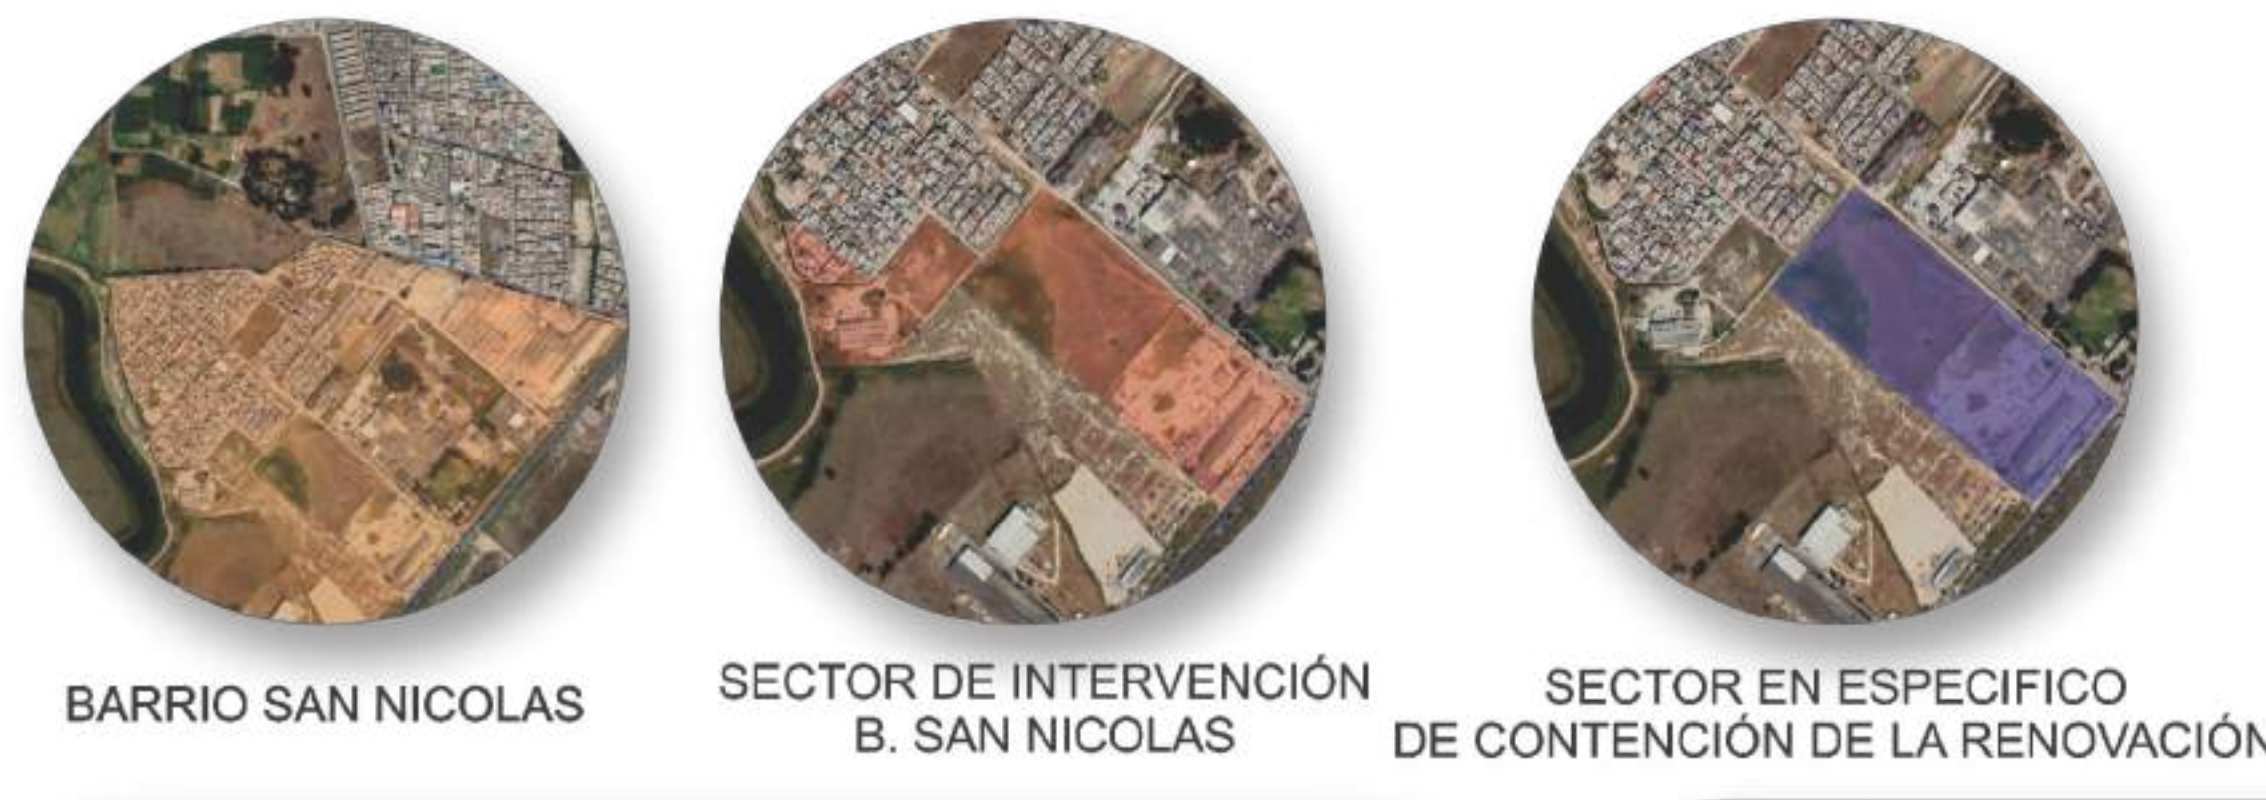 BARRIO SAN NICOLAS
SECTOR DE INTERVENCIÓN
B. SAN NICOLAS
SECTOR EN ESPECIFICO
DE CONTENCIÓN DE LA RENOVACIÓN